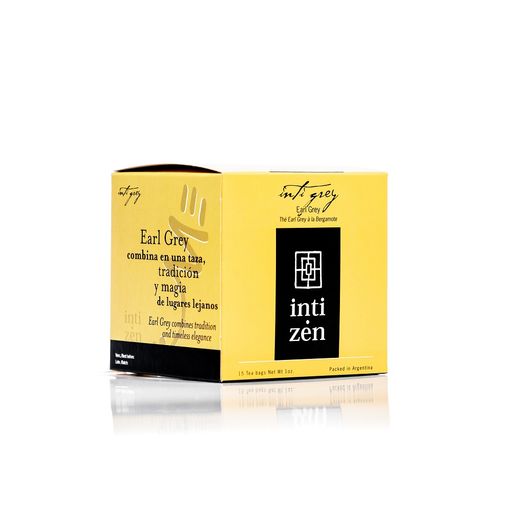 inti grey
Earl Grey
combina en una taza,
tradición
y magia
de lugares lejanos
Earl Grey combines tradition
and timeless elegance
inti
zen
inti grey
Earl Grey
Thé Earl Grey à la Bergamote
inti
zen
15 Tea Bags Net Wt 1oz.
Packed in Argentina